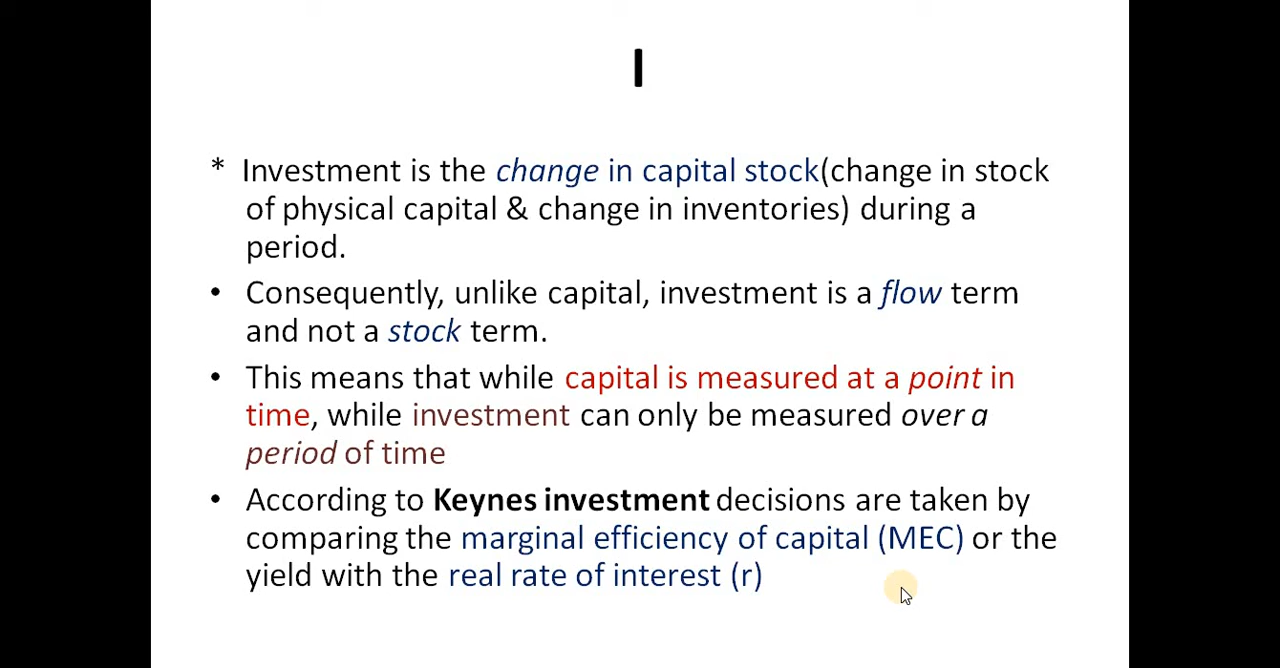 I
* Investment is the change in capital stock(change in stock
of physical capital & change in inventories) during a
period.
• Consequently, unlike capital, investment is a flow term
and not a stock term.
• This means that while capital is measured at a point in
time, while investment can only be measured over a
period of time
• According to Keynes investment decisions are taken by
comparing the marginal efficiency of capital (MEC) or the
yield with the real rate of interest (r)